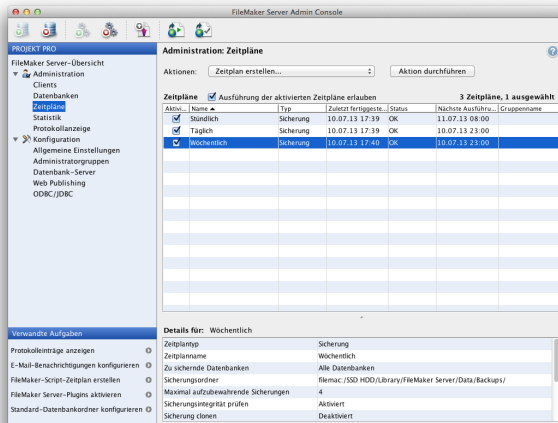 FileMaker Server Admin Console
PROJEKT PRO
FileMaker Server-Übersicht
Administration
Clients
Datenbanken
Zeitpläne
Statistik
Protokollanzeige
Konfiguration
Allgemeine Einstellungen
Administratorgruppen
Datenbank-Server
Web Publishing
ODBC/JDBC
Verwandte Aufgaben
Protokolleinträge anzeigen
E-Mail-Benachrichtigungen konfigurieren
FileMaker-Script-Zeitplan erstellen
FileMaker Server-Plugins aktivieren
Standard-Datenbankordner konfigurieren
Administration: Zeitpläne
Aktionen: Zeitplan erstellen... Aktion durchführen
Zeitpläne Ausführung der aktivierten Zeitpläne erlauben 3 Zeitpläne, 1 ausgewählt
Aktivi... Name Typ Zuletzt fertiggeste... Status Nächste Ausführu... Gruppenname
Stündlich Sicherung 10.07.13 17:39 OK 11.07.13 08:00
Täglich Sicherung 10.07.13 17:39 OK 10.07.13 23:00
Wöchentlich Sicherung 10.07.13 17:40 OK 10.07.13 23:00
Details für: Wöchentlich
Zeitplantyp Sicherung
Zeitplanname Wöchentlich
Zu sichernde Datenbanken Alle Datenbanken
Sicherungsordner filemac:/SSD HDD/Library/FileMaker Server/Data/Backups/
Maximal aufzubewahrende Sicherungen 4
Sicherungsintegrität prüfen Aktiviert
Sicherung clonen Deaktiviert